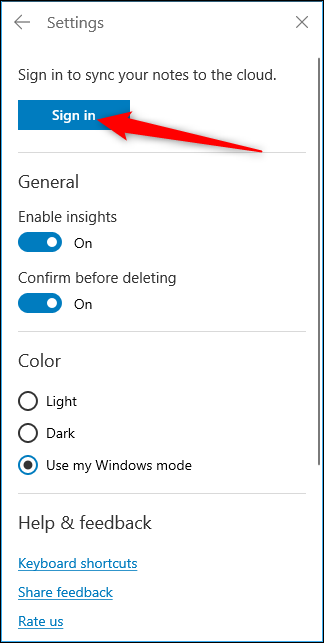 Settings
Sign in to sync your notes to the cloud.
Sign in
General
Enable insights
On
Confirm before deleting
On
Color
Light
Dark
Use my Windows mode
Help & feedback
Keyboard shortcuts
Share feedback
Rate us